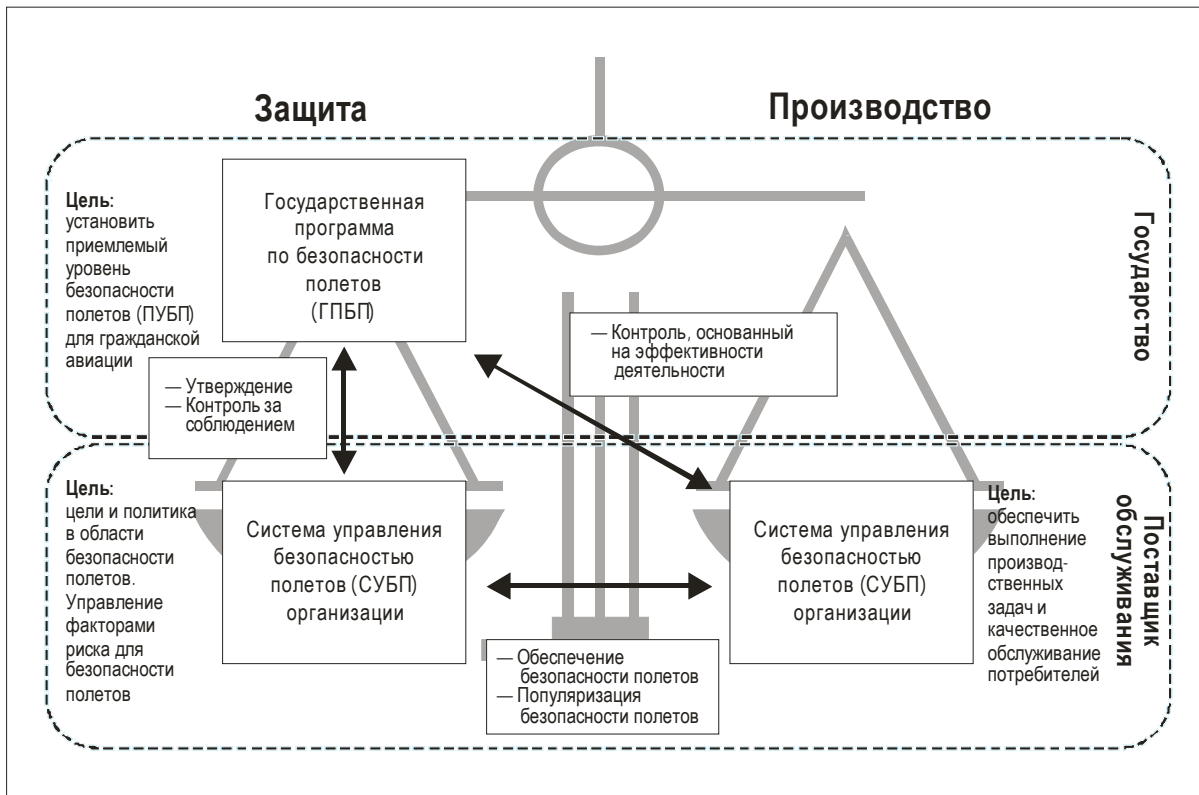 Защита
Производство
Цель:
установить
приемлемый
уровень
безопасности
полетов (ПУБП)
для гражданской
авиации
Государственная
программа
по безопасности
полетов
(ГПБП)
— Контроль, основанный
на эффективности
деятельности
Государство
— Утверждение
— Контроль за
соблюдением
Цель:
цели и политика
в области
безопасности
полетов.
Управление
факторами
риска для
безопасности
полетов
Система управления
безопасностью
полетов (СУБП)
организации
— Обеспечение
безопасности полетов
— Популяризация
безопасности полетов
Система управления
безопасностью
полетов (СУБП)
организации
Цель:
обеспечить
выполнение
производ-
ственных
задач и
качественное
обслуживание
потребителей
Поставщик
обслуживания